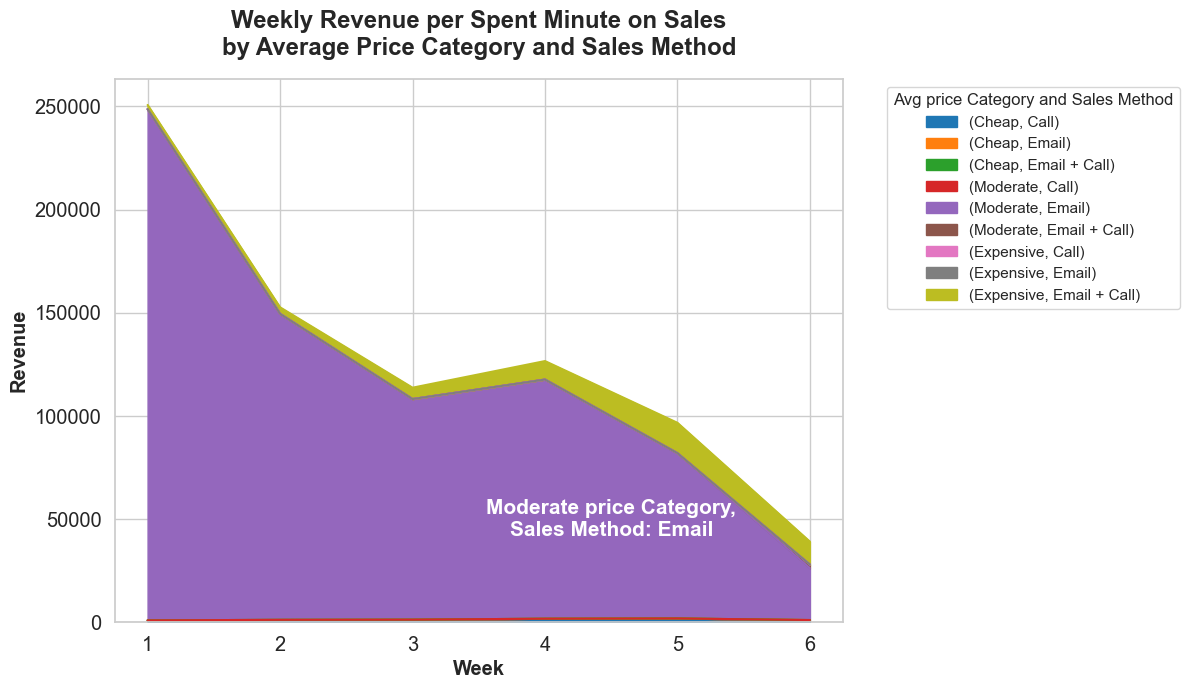 Weekly Revenue per Spent Minute on Sales
by Average Price Category and Sales Method
250000
200000
150000
100000
50000
0
Revenue
1 2 3 4 5 6
Week
Moderate price Category,
Sales Method: Email
Avg price Category and Sales Method
(Cheap, Call)
(Cheap, Email)
(Cheap, Email + Call)
(Moderate, Call)
(Moderate, Email)
(Moderate, Email + Call)
(Expensive, Call)
(Expensive, Email)
(Expensive, Email + Call)